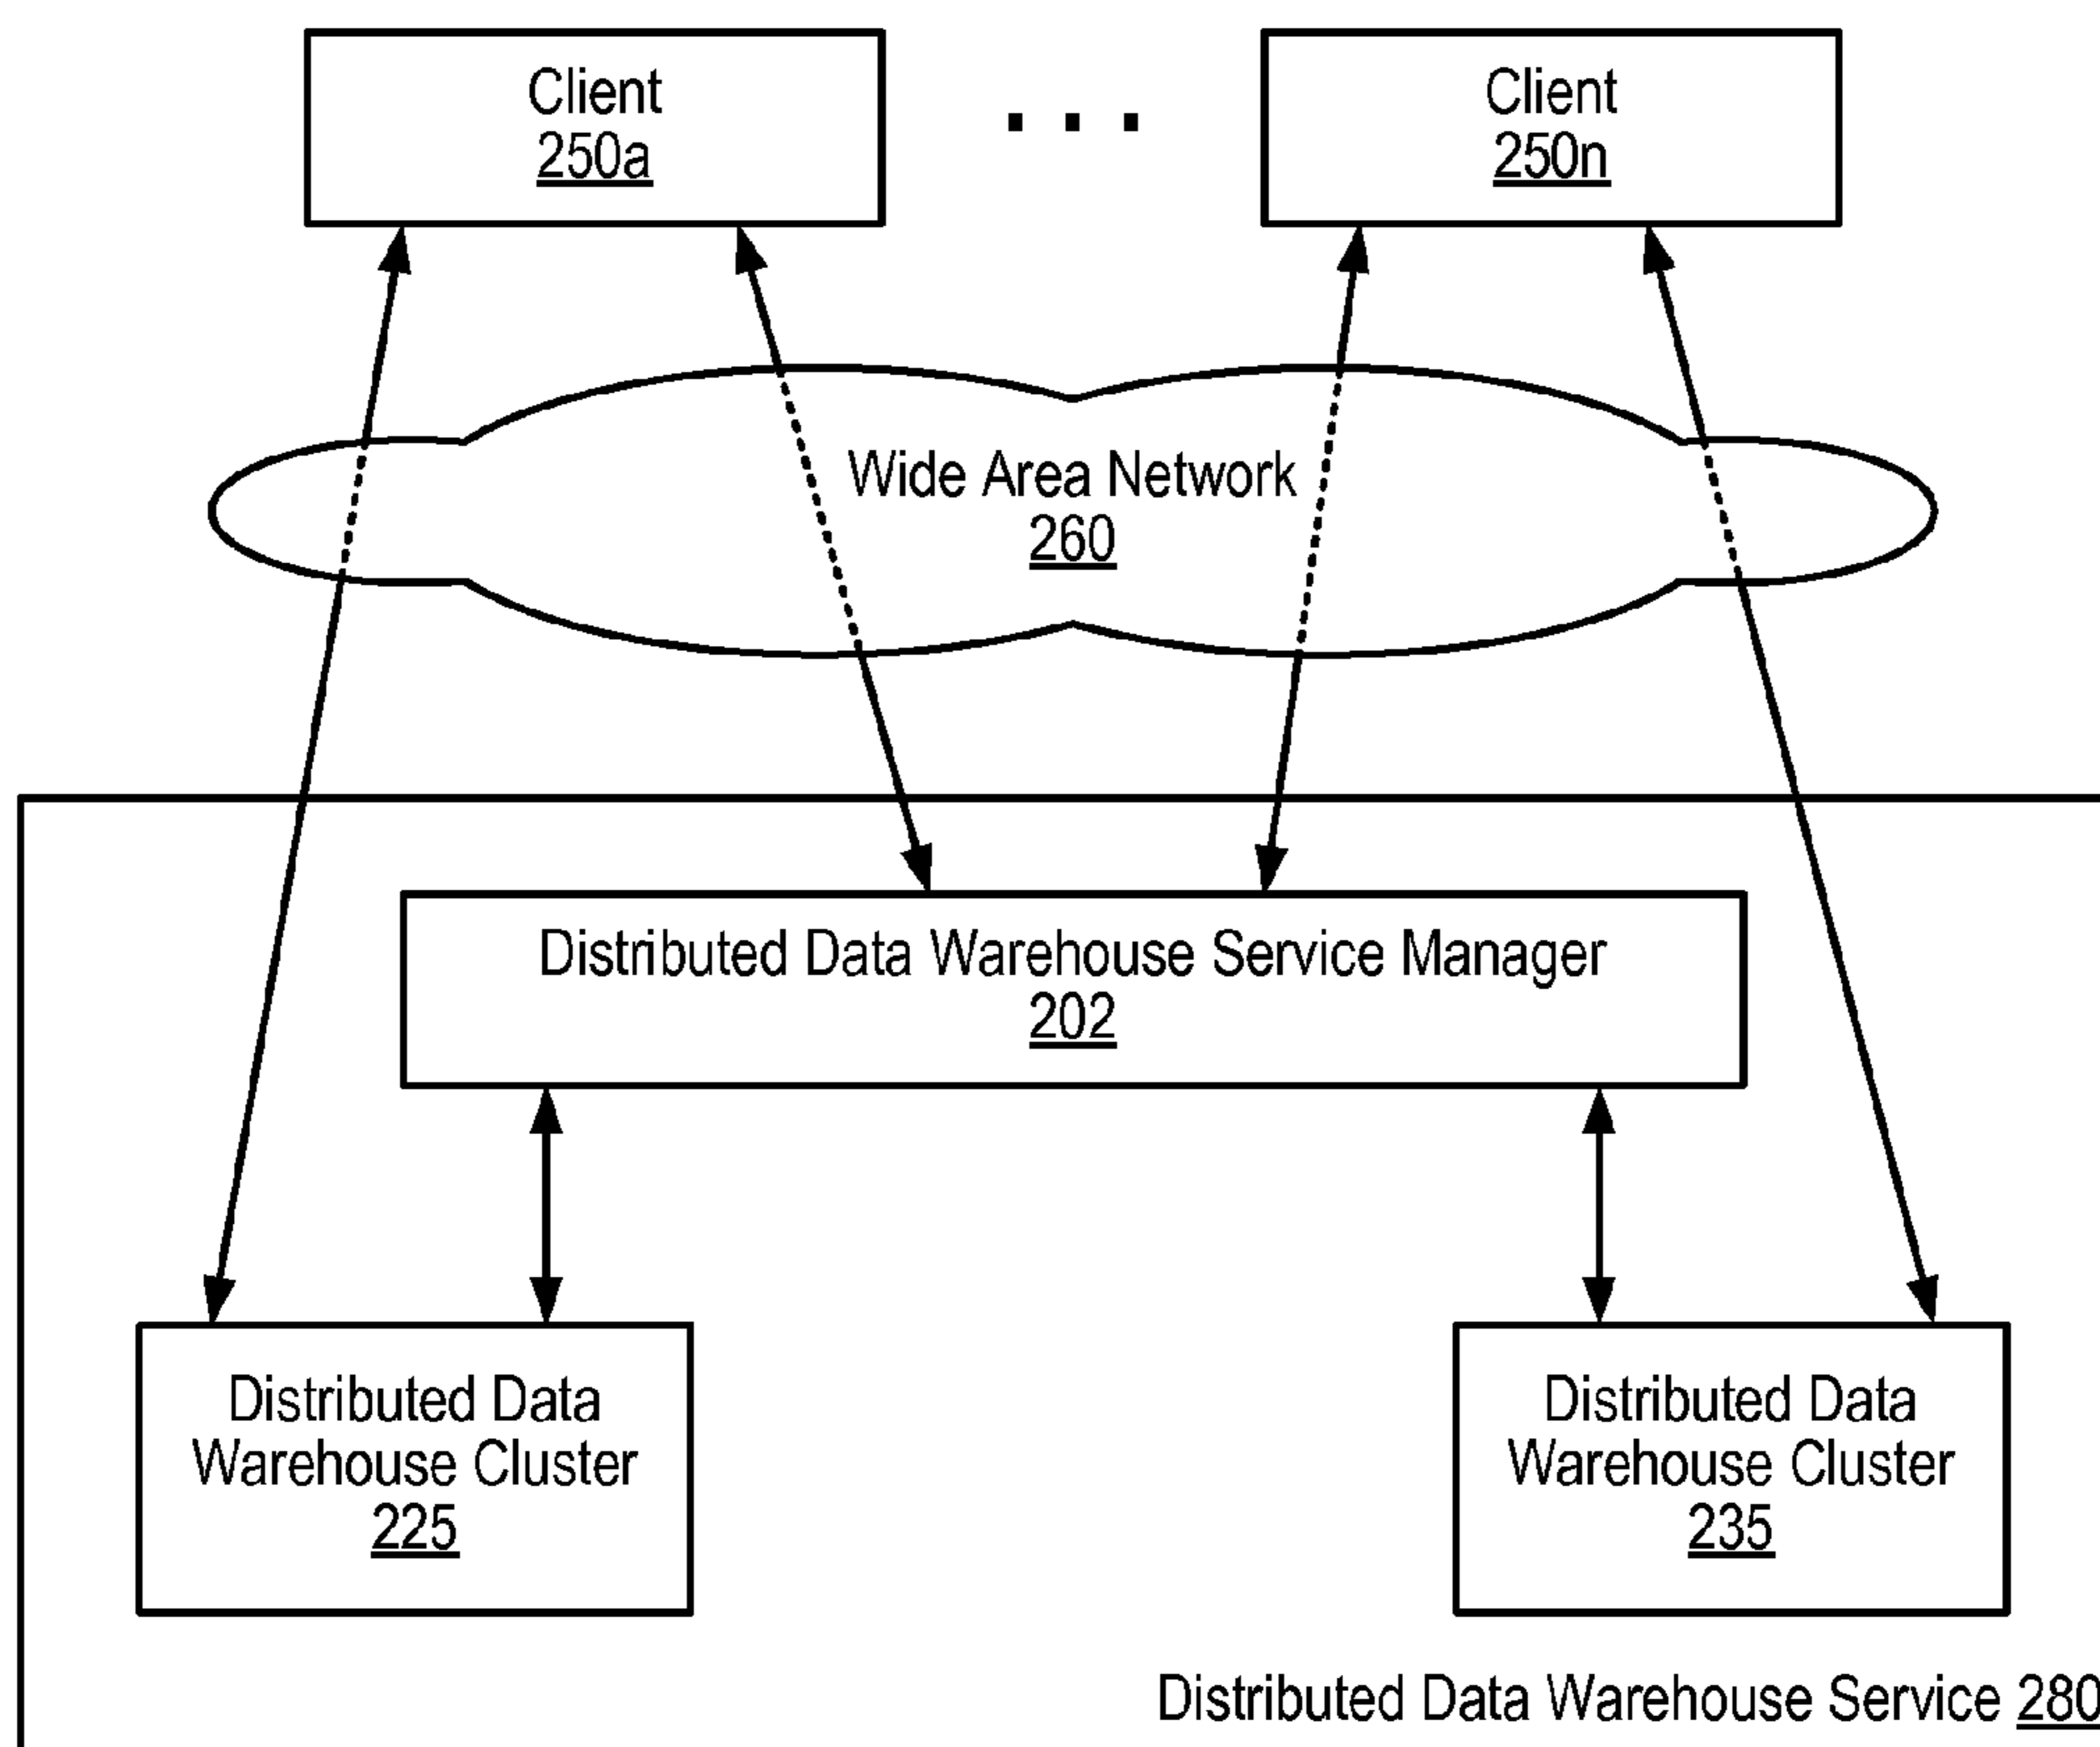 Client
250a
. . .
Client
250n
Wide Area Network
260
Distributed Data Warehouse Service Manager
202
Distributed Data
Warehouse Cluster
225
Distributed Data
Warehouse Cluster
235
Distributed Data Warehouse Service 280